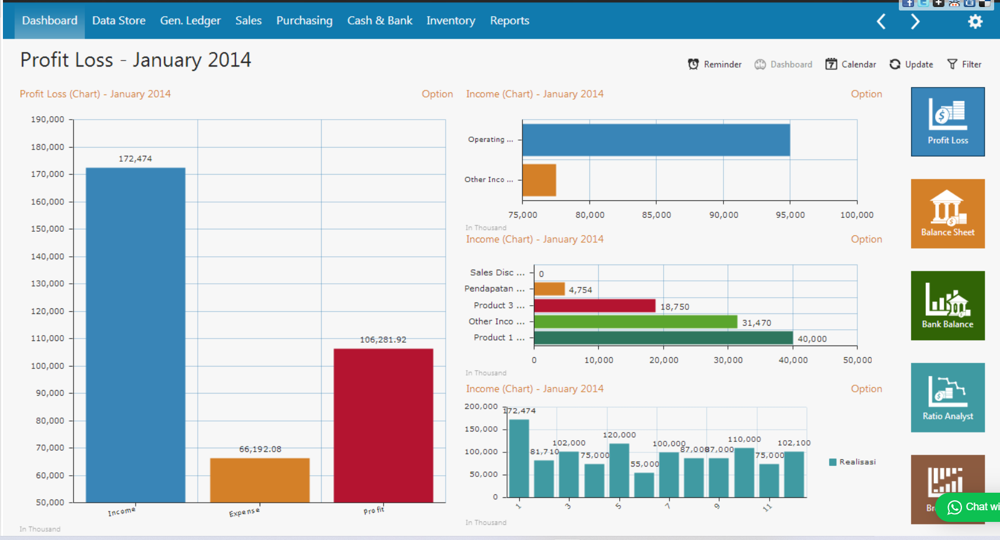 Dashboard Data Store Gen. Ledger Sales Purchasing Cash & Bank Inventory Reports
Profit Loss - January 2014
Reminder Dashboard 7 Calendar Update Filter
Profit Loss (Chart) - January 2014 Option
190,000
180,000
170,000
160,000
150,000
140,000
130,000
120,000
110,000
100,000
90,000
80,000
70,000
60,000
50,000
172,474
66,192.08
106,281.92
Income Expense Profit
In Thousand
Income (Chart) - January 2014 Option
Operating ...
Other Inco ...
75,000 80,000 85,000 90,000 95,000 100,000
In Thousand
Income (Chart) - January 2014 Option
Sales Disc ... 0
Pendapatan ... 4,754
Product 3 ... 18,750
Other Inco ... 31,470
Product 1 ... 40,000
0 10,000 20,000 30,000 40,000 50,000
In Thousand
Income (Chart) - January 2014 Option
200,000
150,000
100,000
50,000
0
172,474 81,710 102,000 75,000 120,000 55,000 100,000 87,000 87,000 110,000 75,000 102,100
1 3 5 7 9 11
Realisasi
In Thousand
$
Profit Loss
$
Balance Sheet
Bank Balance
$
Ratio Analyst
Br
Chat wi